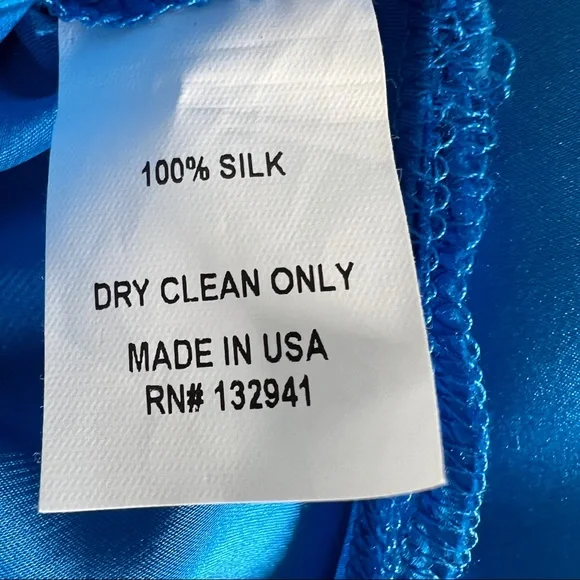 100% SILK
DRY CLEAN ONLY
MADE IN USA
RN# 132941